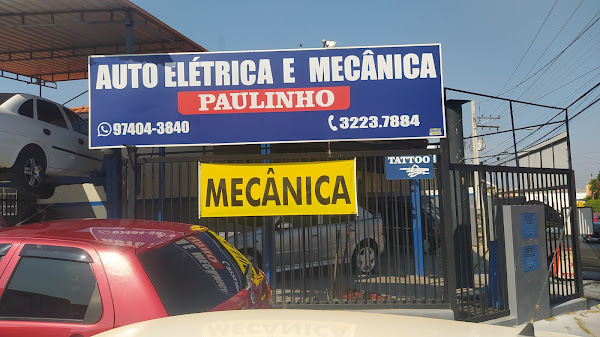 AUTO ELÉTRICA E MECÂNICA
PAULINHO
97404-3840
3223.7884
TATTOO
MECÂNICA